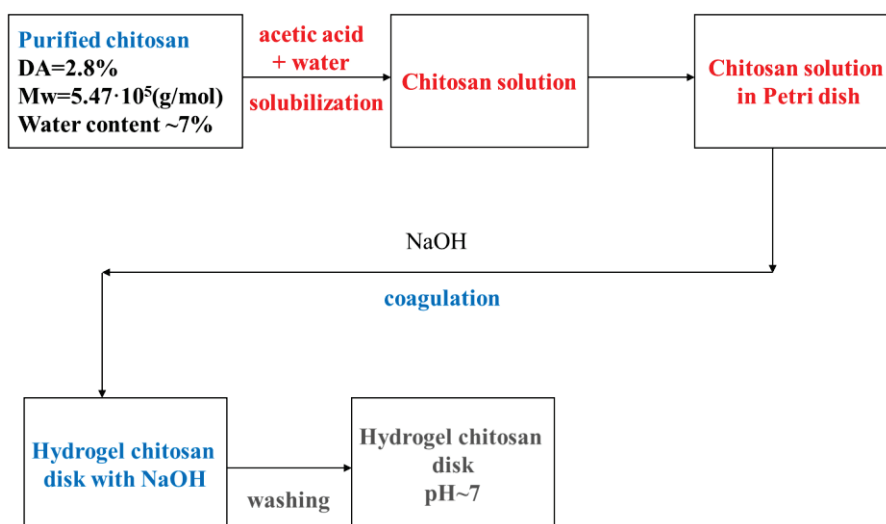 Purified chitosan
DA=2.8%
Mw=5.47·10⁵(g/mol)
Water content ~7%
acetic acid
+ water
solubilization
Chitosan solution
Chitosan solution
in Petri dish
NaOH
coagulation
Hydrogel chitosan
disk with NaOH
washing
Hydrogel chitosan
disk
pH~7